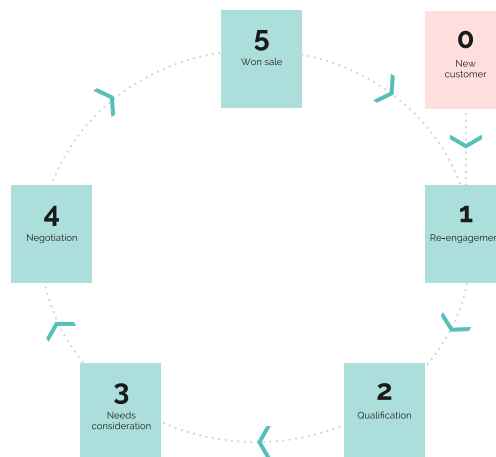 5
Won sale
0
New
customer
4
Negotiation
1
Re-engagemen
3
Needs
consideration
2
Qualification